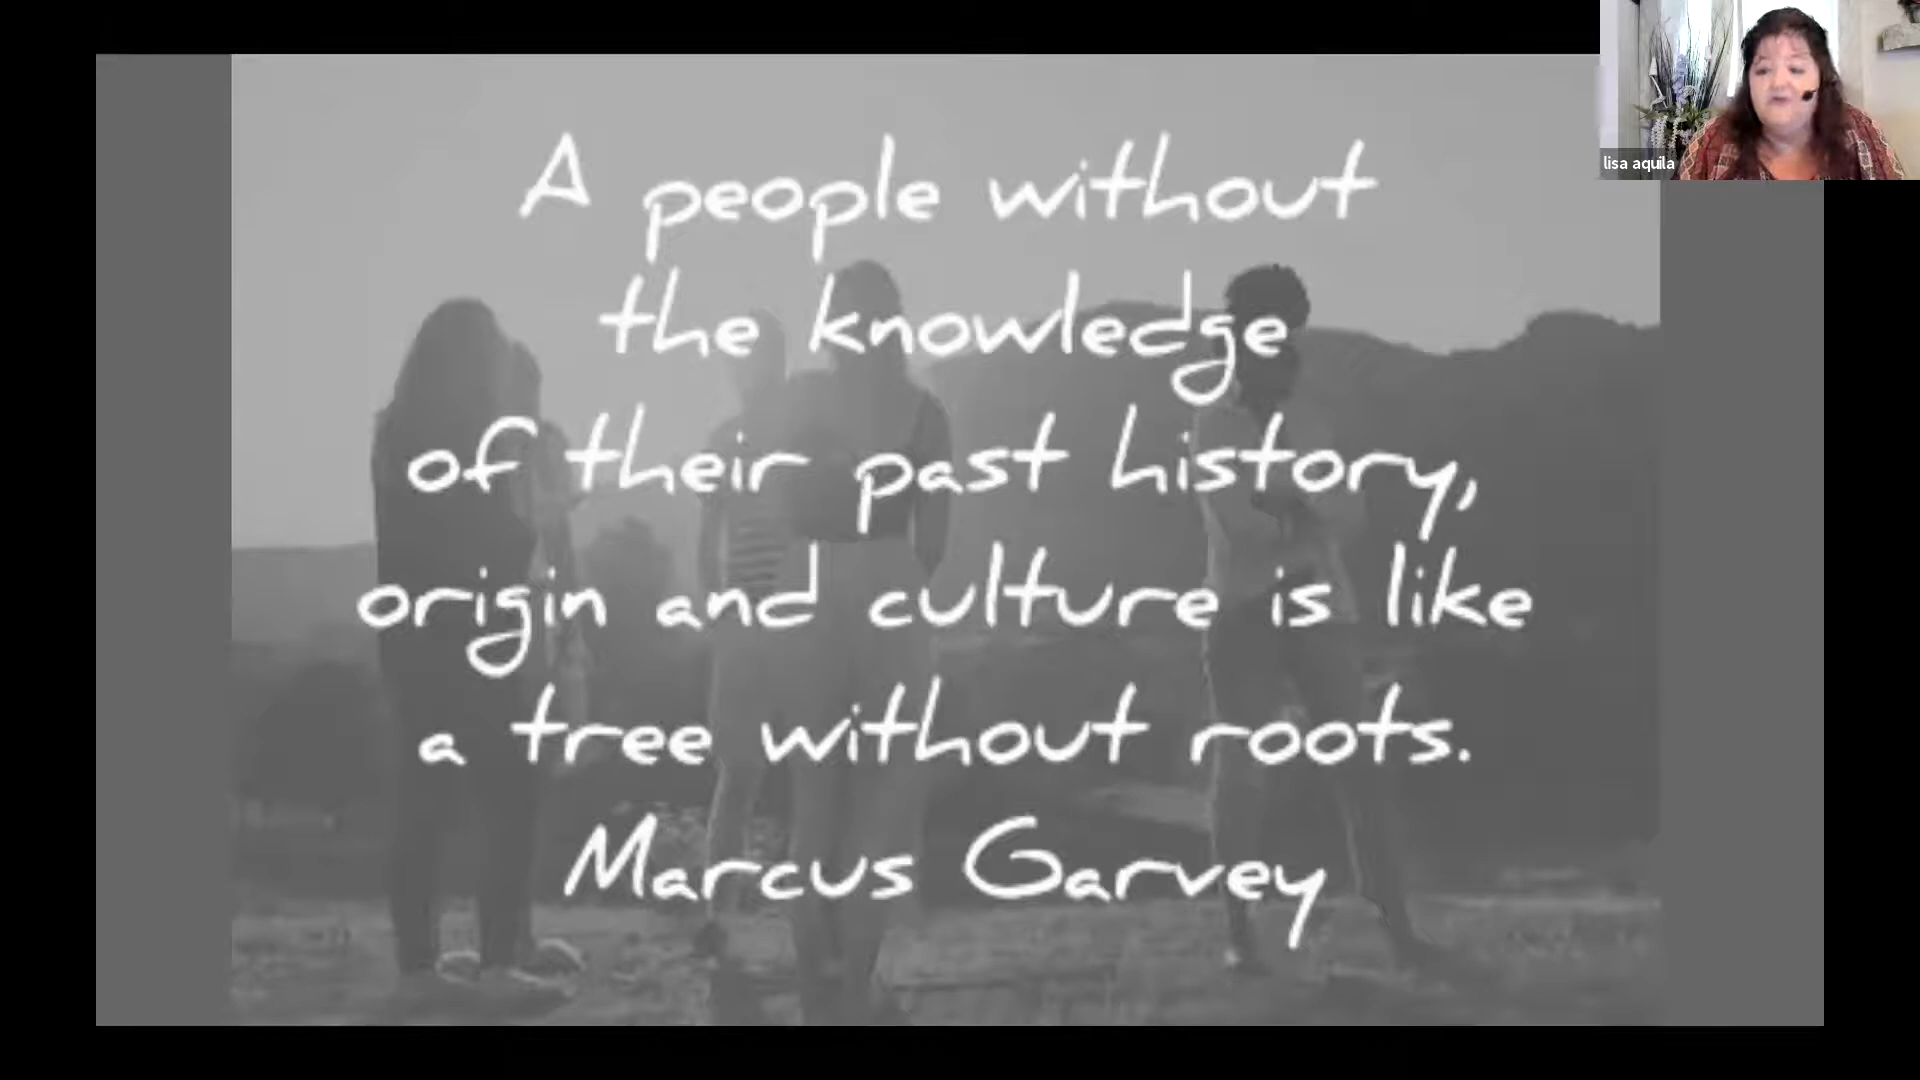 A people without
the knowledge
of their past history,
origin and culture is like
a tree without roots.
Marcus Garvey
lisa aquila